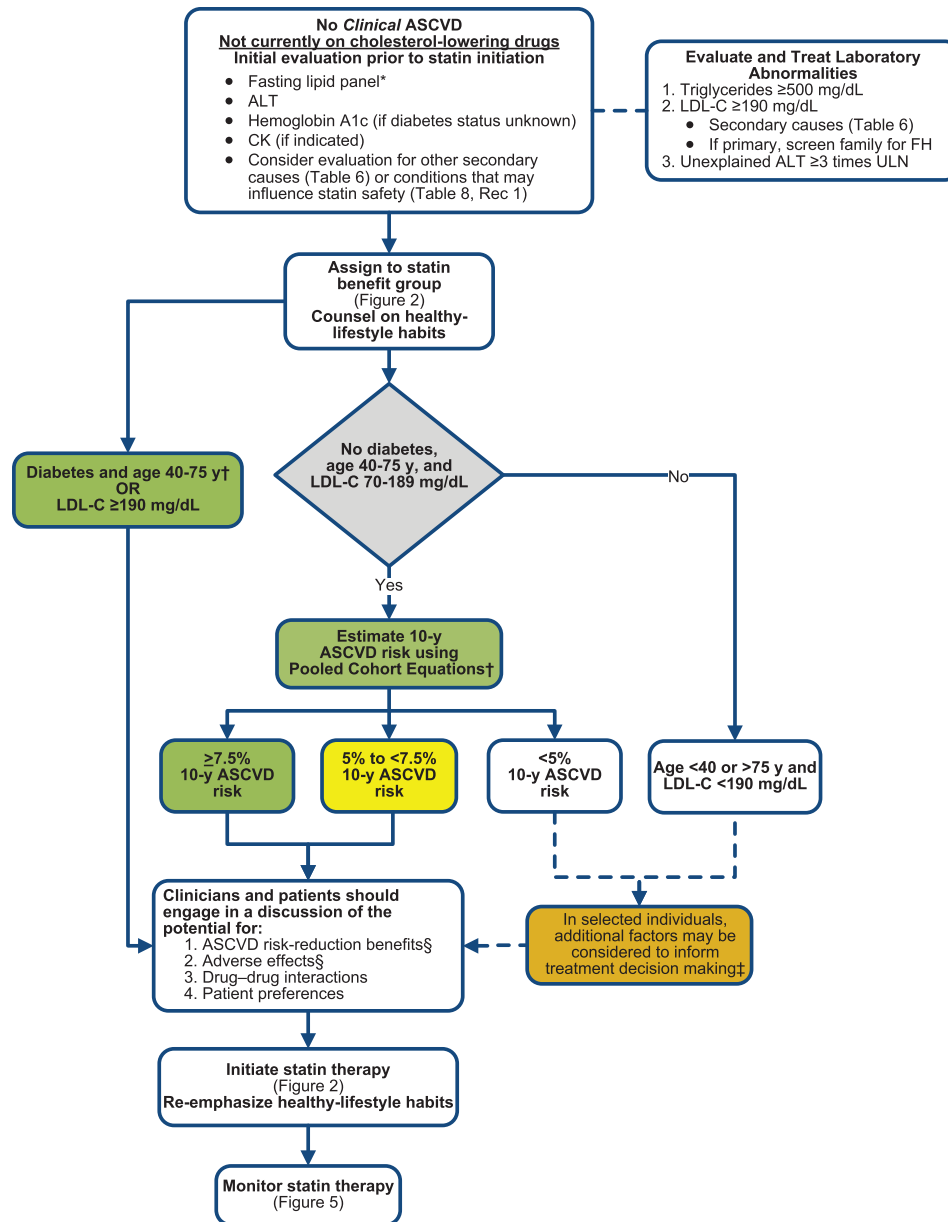 No Clinical ASCVD
Not currently on cholesterol-lowering drugs
Initial evaluation prior to statin initiation
● Fasting lipid panel*
● ALT
● Hemoglobin A1c (if diabetes status unknown)
● CK (if indicated)
● Consider evaluation for other secondary
causes (Table 6) or conditions that may
influence statin safety (Table 8, Rec 1)
Evaluate and Treat Laboratory
Abnormalities
1. Triglycerides ≥500 mg/dL
2. LDL-C ≥190 mg/dL
● Secondary causes (Table 6)
● If primary, screen family for FH
3. Unexplained ALT ≥3 times ULN
Assign to statin
benefit group
(Figure 2)
Counsel on healthy-
lifestyle habits
Diabetes and age 40-75 y†
OR
LDL-C ≥190 mg/dL
No diabetes,
age 40-75 y, and
LDL-C 70-189 mg/dL
No
Yes
Estimate 10-y
ASCVD risk using
Pooled Cohort Equations†
≥7.5%
10-y ASCVD
risk
5% to <7.5%
10-y ASCVD
risk
<5%
10-y ASCVD
risk
Age <40 or >75 y and
LDL-C <190 mg/dL
Clinicians and patients should
engage in a discussion of the
potential for:
1. ASCVD risk-reduction benefits§
2. Adverse effects§
3. Drug–drug interactions
4. Patient preferences
In selected individuals,
additional factors may be
considered to inform
treatment decision making‡
Initiate statin therapy
(Figure 2)
Re-emphasize healthy-lifestyle habits
Monitor statin therapy
(Figure 5)